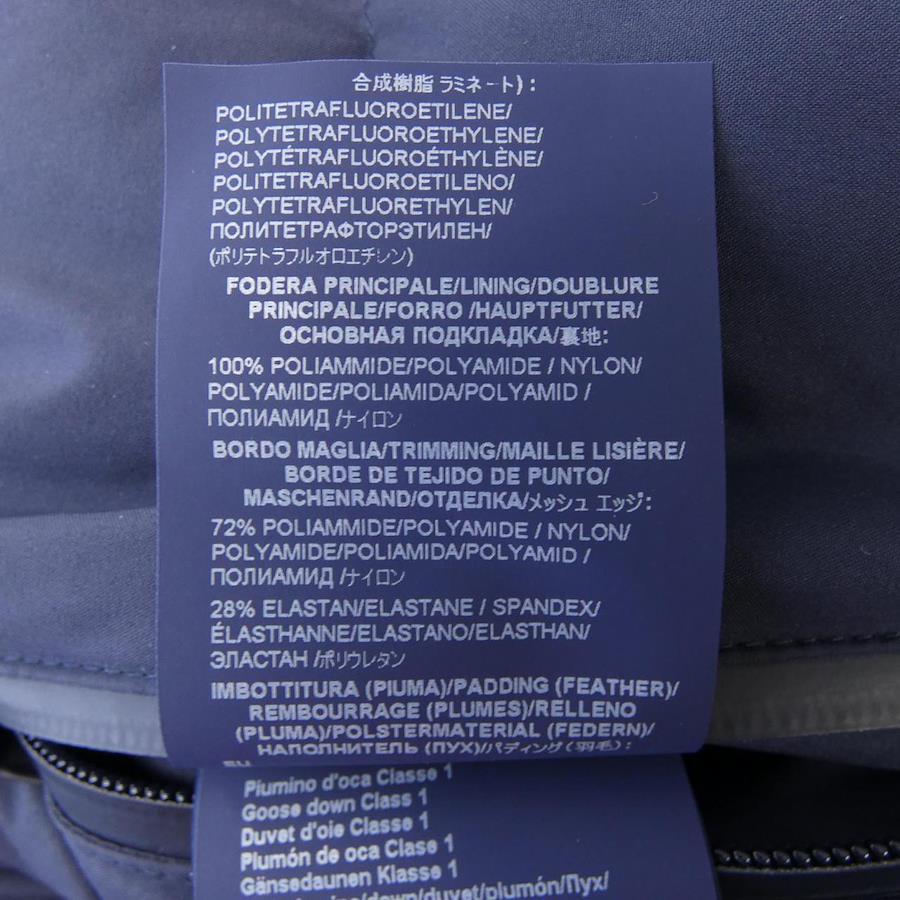 合成樹脂 ラミネート):
POLITETRAFLUOROETILENE/
POLYTETRAFLUOROETHYLENE/
POLYTÉTRAFLUOROÉTHYLÈNE/
POLITETRAFLUOROETILENO/
POLYTETRAFLUORETHYLEN/
ПОЛИТЕТРАФТОРЭТИЛЕН/
(ポリテトラフルオロエチレン)
FODERA PRINCIPALE/LINING/DOUBLURE
PRINCIPALE/FORRO /HAUPTFUTTER/
ОСНОВНАЯ ПОДКЛАДКА/裏地:
100% POLIAMMIDE/POLYAMIDE / NYLON/
POLYAMIDE/POLIAMIDA/POLYAMID /
ПОЛИАМИД /ナイロン
BORDO MAGLIA/TRIMMING/MAILLE LISIÈRE/
BORDE DE TEJIDO DE PUNTO/
MASCHENRAND/ОТДЕЛКА/メッシュ エッジ:
72% POLIAMMIDE/POLYAMIDE / NYLON/
POLYAMIDE/POLIAMIDA/POLYAMID /
ПОЛИАМИД /ナイロン
28% ELASTAN/ELASTANE / SPANDEX/
ÉLASTHANNE/ELASTANO/ELASTHAN/
ЭЛАСТАН /ポリウレタン
IMBOTTITURA (PIUMA)/PADDING (FEATHER)/
REMBOURRAGE (PLUMES)/RELLENO
(PLUMA)/POLSTERMATERIAL (FEDERN)/
НАПОЛНИТЕЛЬ (ПУХ)/パディング (羽毛):
EU
Piumino d'oca Classe 1
Goose down Class 1
Duvet d'oie Classe 1
Plumón de oca Clase 1
Gänsedaunen Klasse 1
/down/duvet/plumón/Пух/